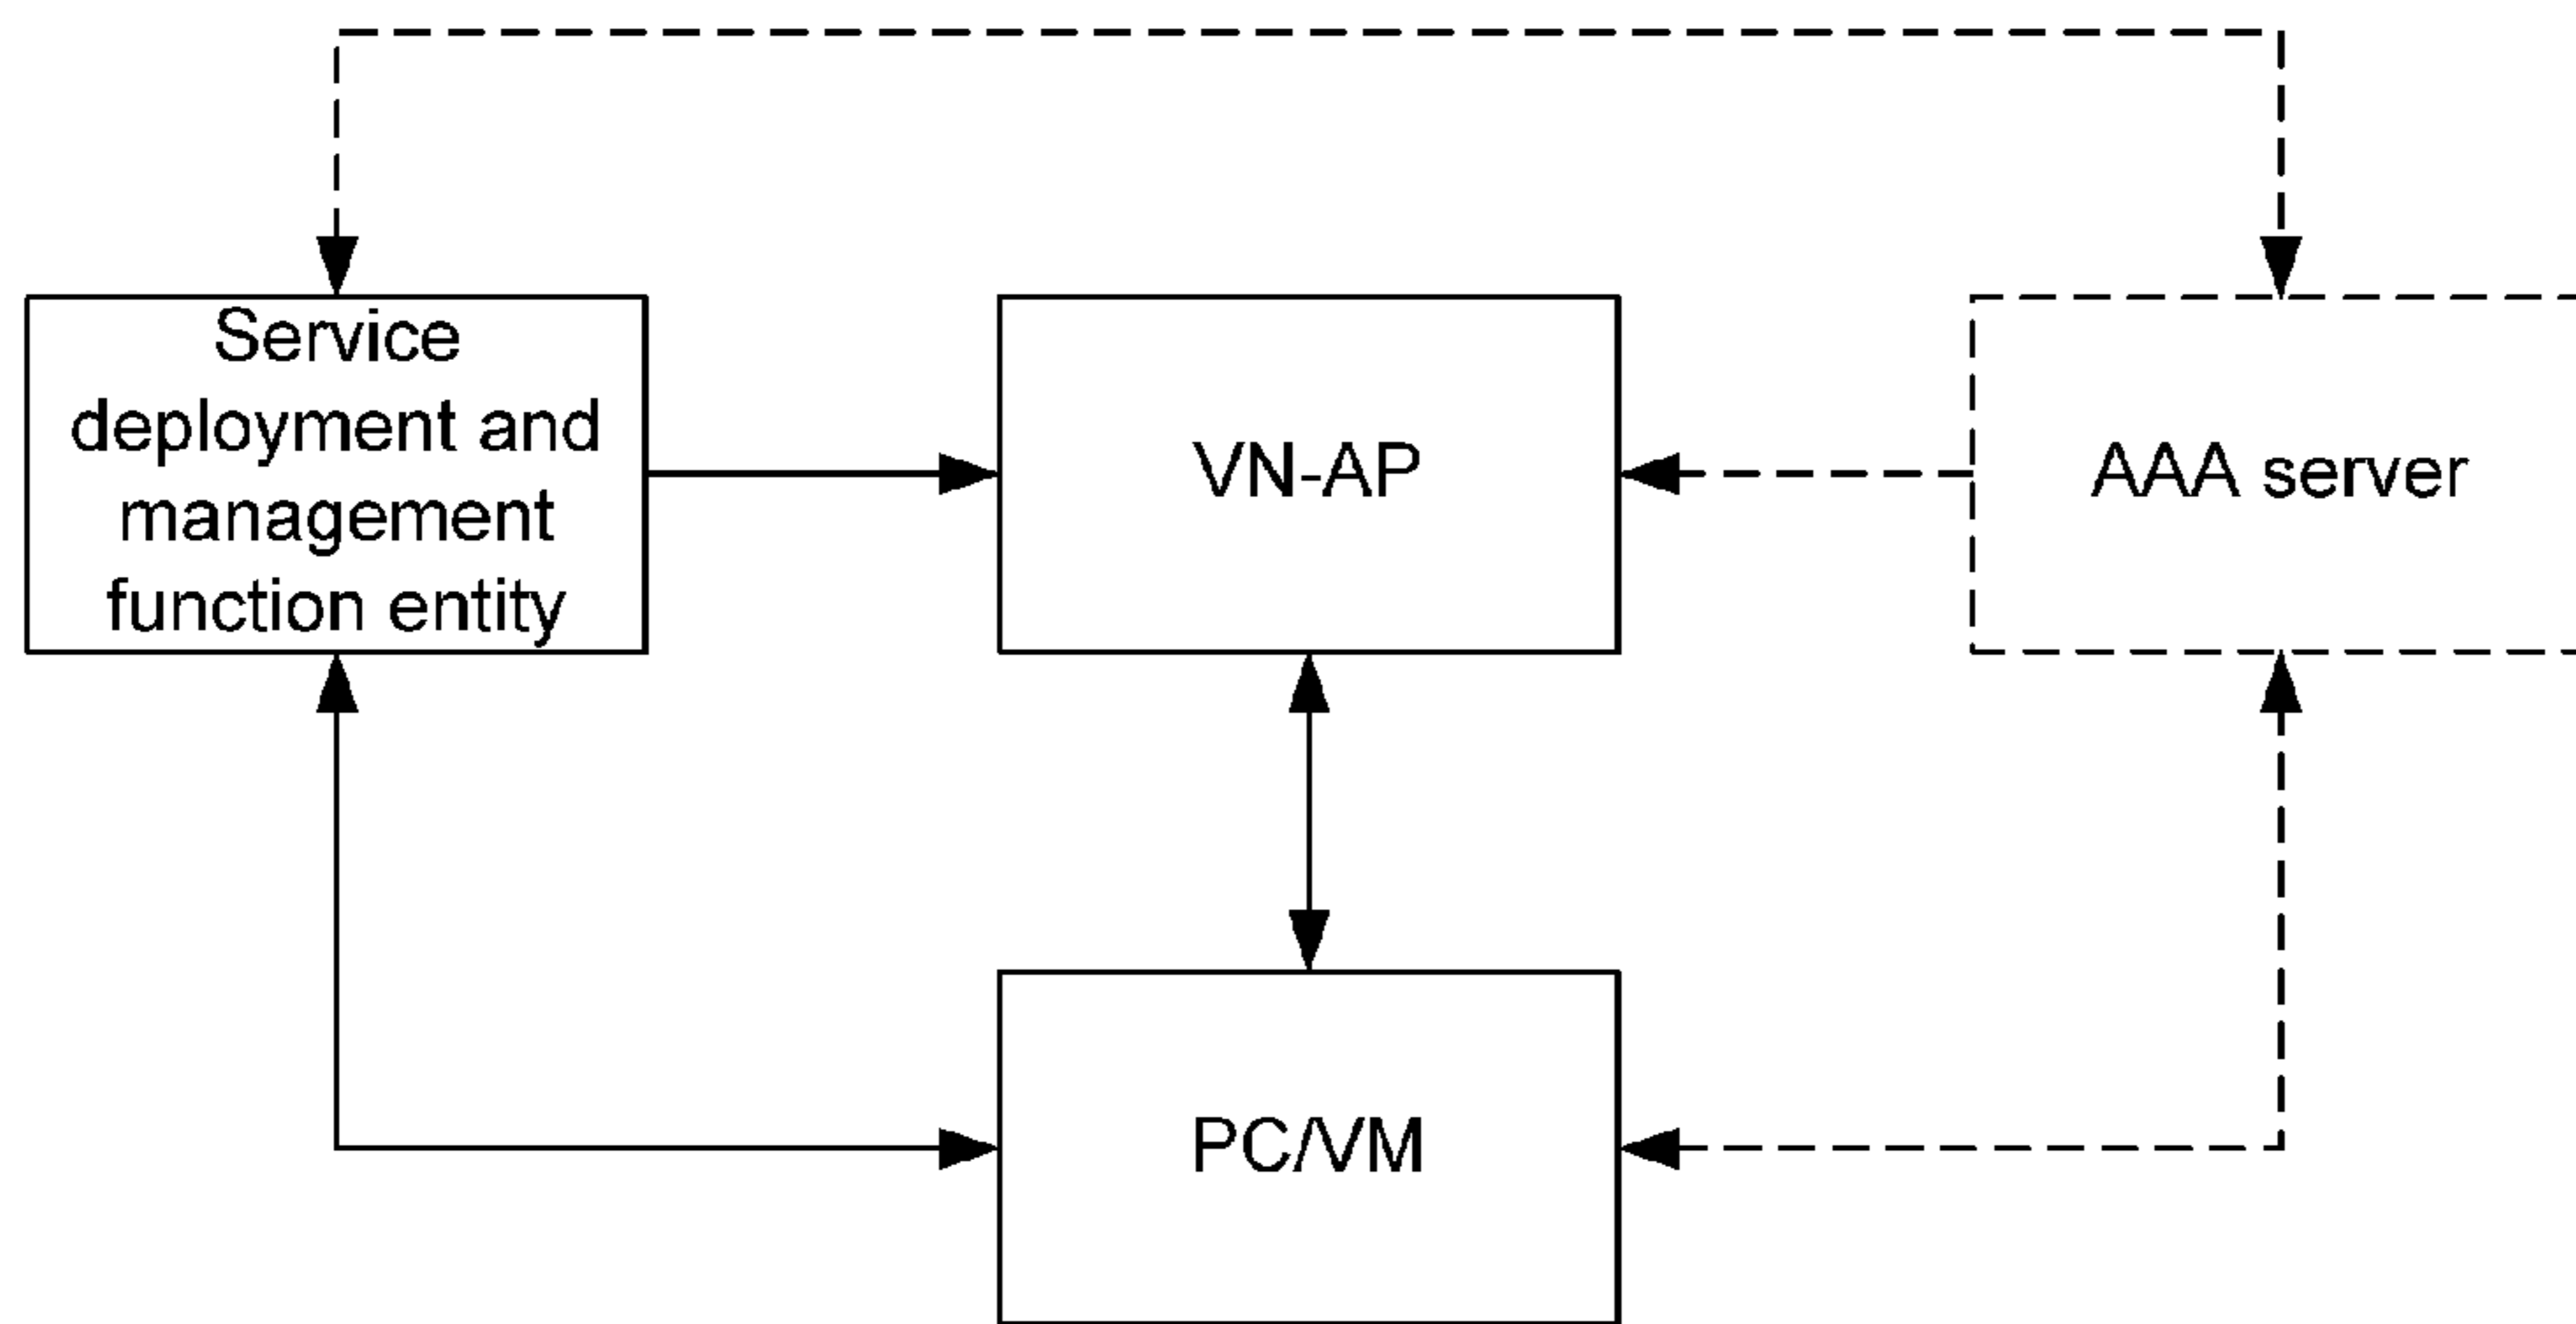 Service
deployment and
management
function entity
VN-AP
AAA server
PC/VM